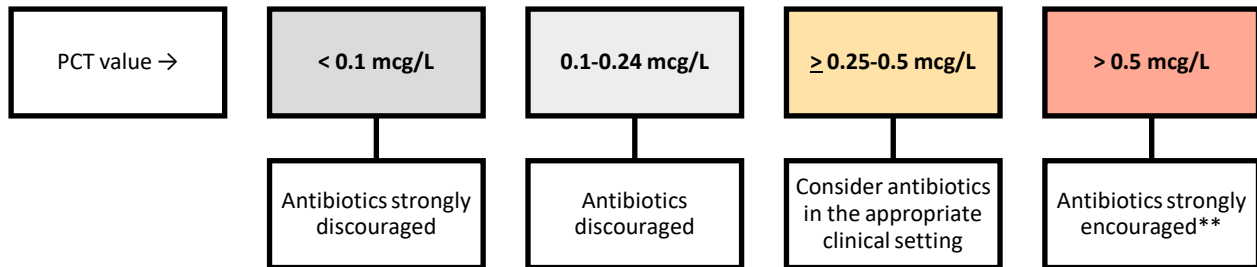 PCT value →
< 0.1 mcg/L
0.1-0.24 mcg/L
≥ 0.25-0.5 mcg/L
> 0.5 mcg/L
Antibiotics strongly
discouraged
Antibiotics
discouraged
Consider antibiotics
in the appropriate
clinical setting
Antibiotics strongly
encouraged**